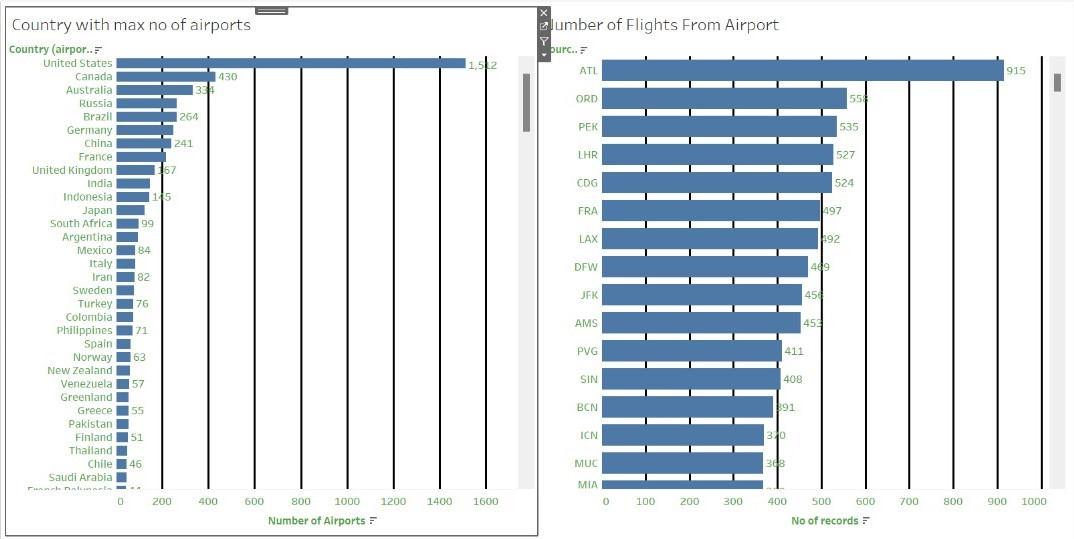 Country with max no of airports
Country (airpor..
United States 1,512
Canada 430
Australia 334
Russia
Brazil 264
Germany
China 241
France
United Kingdom 167
India
Indonesia 145
Japan
South Africa 99
Argentina
Mexico 84
Italy
Iran 82
Sweden
Turkey 76
Colombia
Philippines 71
Spain
Norway 63
New Zealand
Venezuela 57
Greenland
Greece 55
Pakistan
Finland 51
Thailand
Chile 46
Saudi Arabia
French Polynesia 44
0 200 400 600 800 1000 1200 1400 1600
Number of Airports
Number of Flights From Airport
ourc..
ATL 915
ORD 558
PEK 535
LHR 527
CDG 524
FRA 497
LAX 492
DFW 469
JFK 456
AMS 453
PVG 411
SIN 408
BCN 391
ICN 370
MUC 368
MIA
0 100 200 300 400 500 600 700 800 900 1000
No of records